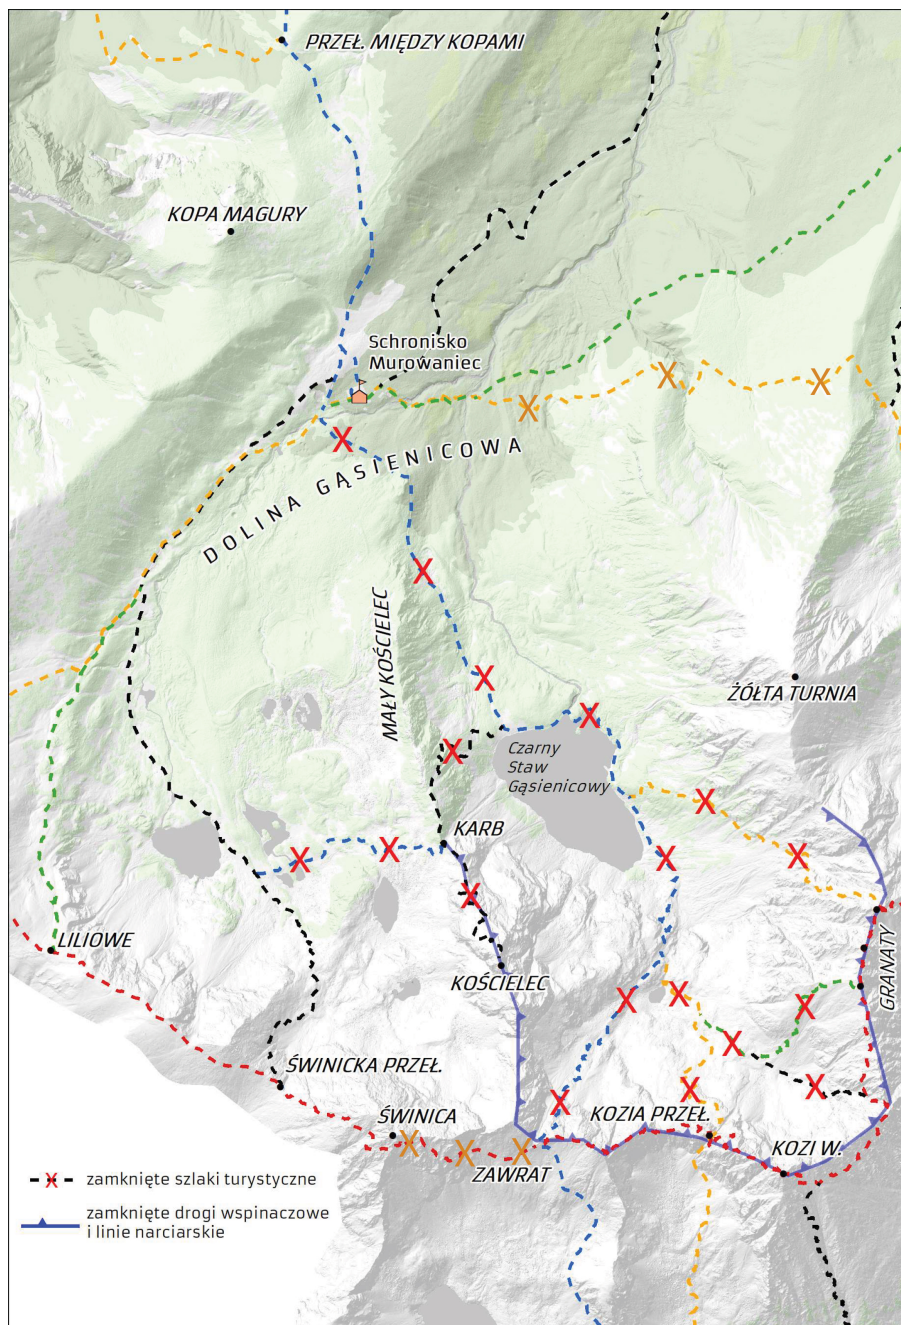 PRZEŁ. MIĘDZY KOPAMI
KOPA MAGURY
Schronisko
Murowaniec
DOLINA GĄSIENICOWA
MAŁY KOŚCIELEC
ŻÓŁTA TURNIA
Czarny
Staw
Gąsienicowy
KARB
LILIOWE
KOŚCIELEC
GRANATY
ŚWINICKA PRZEŁ.
ŚWINICA
KOZIA PRZEŁ.
KOZI W.
ZAWRAT
zamknięte szlaki turystyczne
zamknięte drogi wspinaczowe
i linie narciarskie